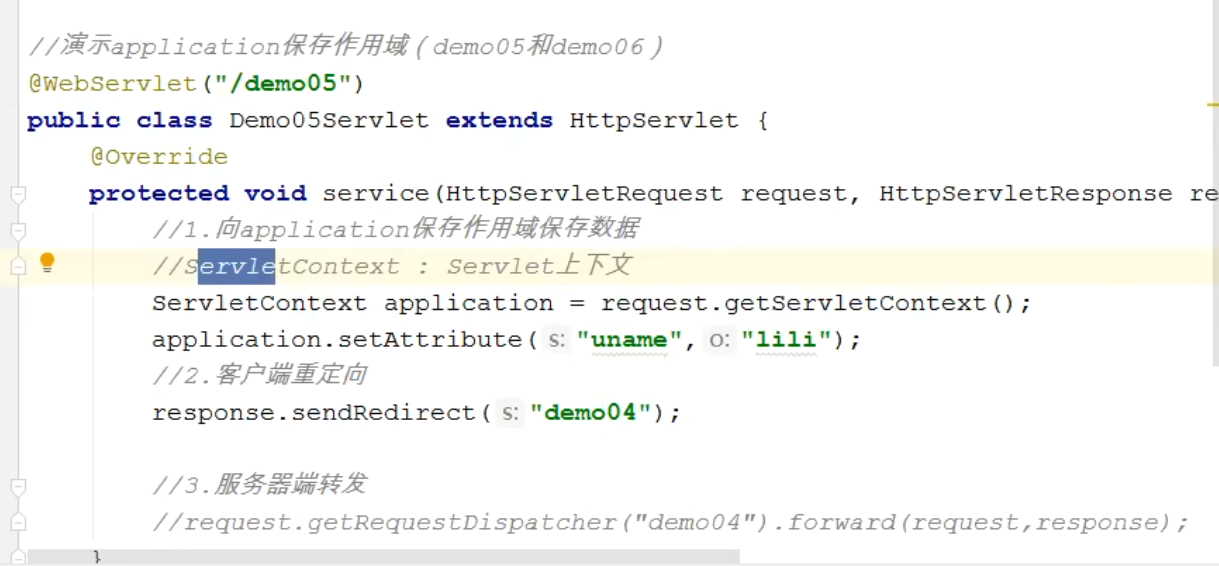 //演示application保存作用域（demo05和demo06）
@WebServlet("/demo05")
public class Demo05Servlet extends HttpServlet {
@Override
protected void service(HttpServletRequest request, HttpServletResponse re
//1.向application保存作用域保存数据
//ServletContext : Servlet上下文
ServletContext application = request.getServletContext();
application.setAttribute( s: "uname", o: "lili");
//2.客户端重定向
response.sendRedirect( s: "demo04");
//3.服务器端转发
//request.getRequestDispatcher("demo04").forward(request,response);
}